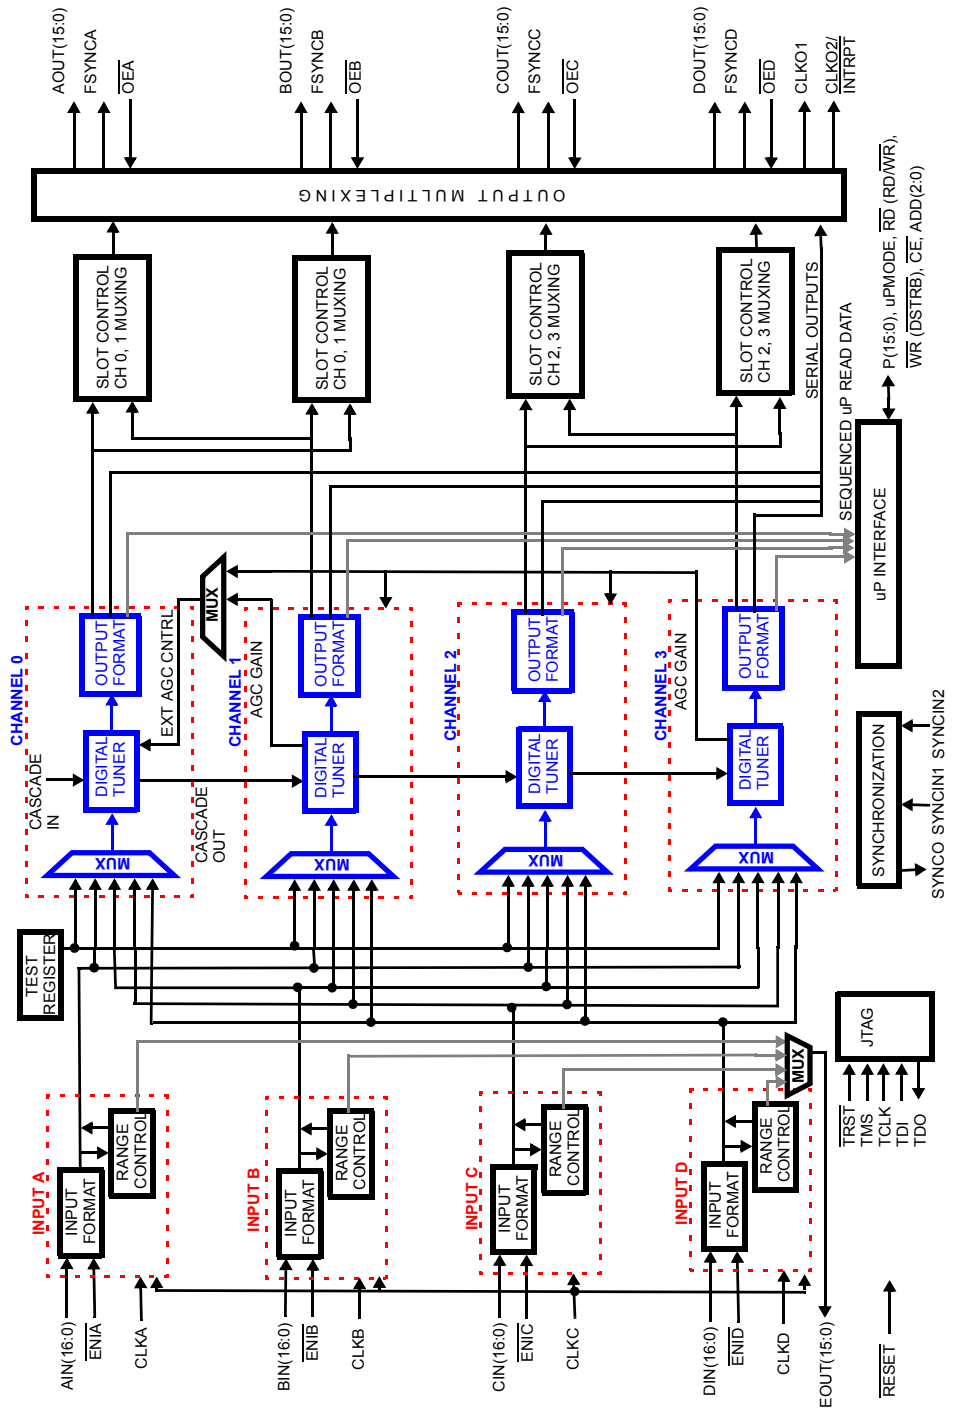 INPUT A
AIN(16:0)
ENIA
CLKA
INPUT
FORMAT
RANGE
CONTROL
INPUT B
BIN(16:0)
ENIB
CLKB
INPUT
FORMAT
RANGE
CONTROL
INPUT C
CIN(16:0)
ENIC
CLKC
INPUT
FORMAT
RANGE
CONTROL
INPUT D
DIN(16:0)
ENID
CLKD
INPUT
FORMAT
RANGE
CONTROL
MUX
EOUT(15:0)
RESET
TEST
REGISTER
JTAG
TRST
TMS
TCLK
TDI
TDO
CHANNEL 0
CASCADE
IN
MUX
DIGITAL
TUNER
OUTPUT
FORMAT
EXT AGC CNTRL
CASCADE
OUT
MUX
CHANNEL 1
AGC GAIN
MUX
DIGITAL
TUNER
OUTPUT
FORMAT
CHANNEL 2
MUX
DIGITAL
TUNER
OUTPUT
FORMAT
CHANNEL 3
AGC GAIN
MUX
DIGITAL
TUNER
OUTPUT
FORMAT
SYNCHRONIZATION
SYNCO SYNCIN1 SYNCIN2
uP INTERFACE
SEQUENCED uP READ DATA
SERIAL OUTPUTS
P(15:0), uPMODE, RD (RD/WR),
WR (DSTRB), CE, ADD(2:0)
SLOT CONTROL
CH 0, 1 MUXING
SLOT CONTROL
CH 0, 1 MUXING
SLOT CONTROL
CH 2, 3 MUXING
SLOT CONTROL
CH 2, 3 MUXING
OUTPUT MULTIPLEXING
AOUT(15:0)
FSYNCA
OEA
BOUT(15:0)
FSYNCB
OEB
COUT(15:0)
FSYNCC
OEC
DOUT(15:0)
FSYNCD
OED
CLKO1
CLKO2/
INTRPT